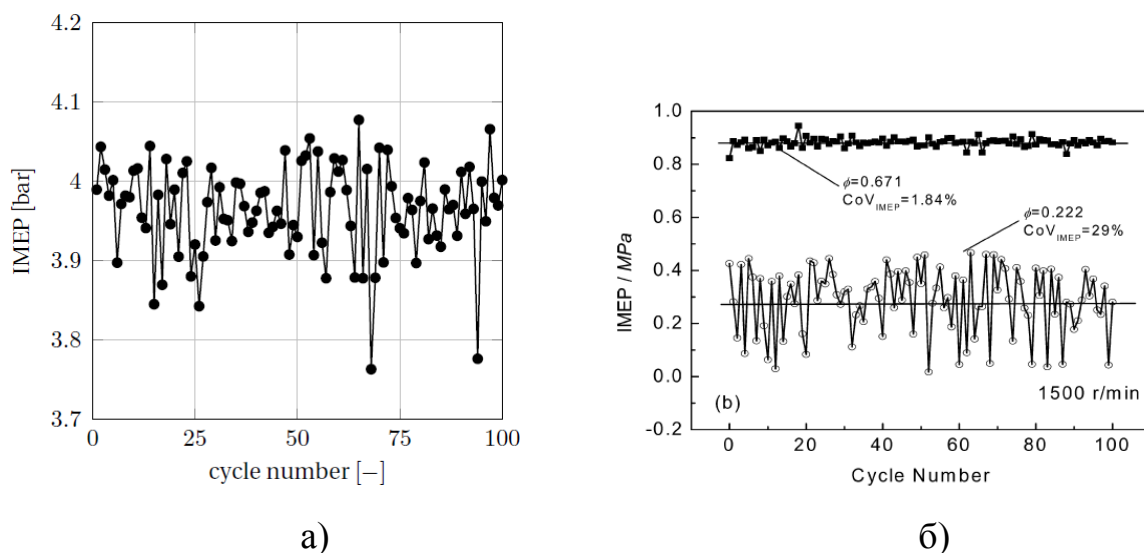 4.2
4.1
4
3.9
3.8
3.7
IMEP [bar]
0
25
50
75
100
cycle number [−]
а)
1.0
0.8
0.6
0.4
0.2
0.0
-0.2
IMEP / MPa
ϕ=0.671
CoV_IMEP=1.84%
ϕ=0.222
CoV_IMEP=29%
(b)
1500 r/min
0
20
40
60
80
100
Cycle Number
б)